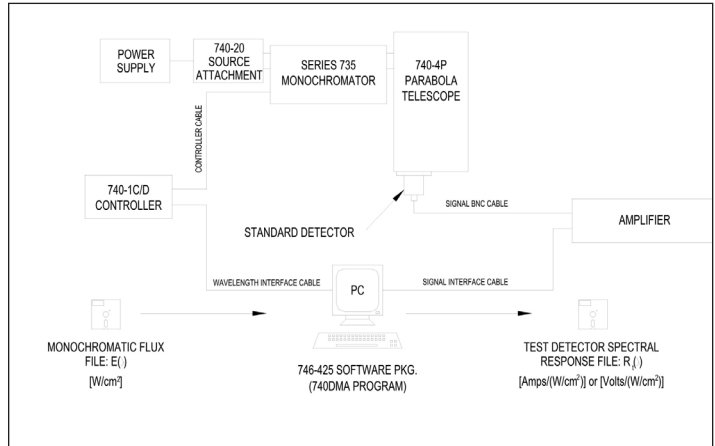 POWER
SUPPLY
740-20
SOURCE
ATTACHMENT
SERIES 735
MONOCHROMATOR
740-4P
PARABOLA
TELESCOPE
CONTROLLER CABLE
740-1C/D
CONTROLLER
STANDARD DETECTOR
SIGNAL BNC CABLE
AMPLIFIER
WAVELENGTH INTERFACE CABLE
PC
SIGNAL INTERFACE CABLE
MONOCHROMATIC FLUX
FILE: E(.)
[W/cm²]
746-425 SOFTWARE PKG.
(740DMA PROGRAM)
TEST DETECTOR SPECTRAL
RESPONSE FILE: Rt(.)
[Amps/(W/cm²)] or [Volts/(W/cm²)]